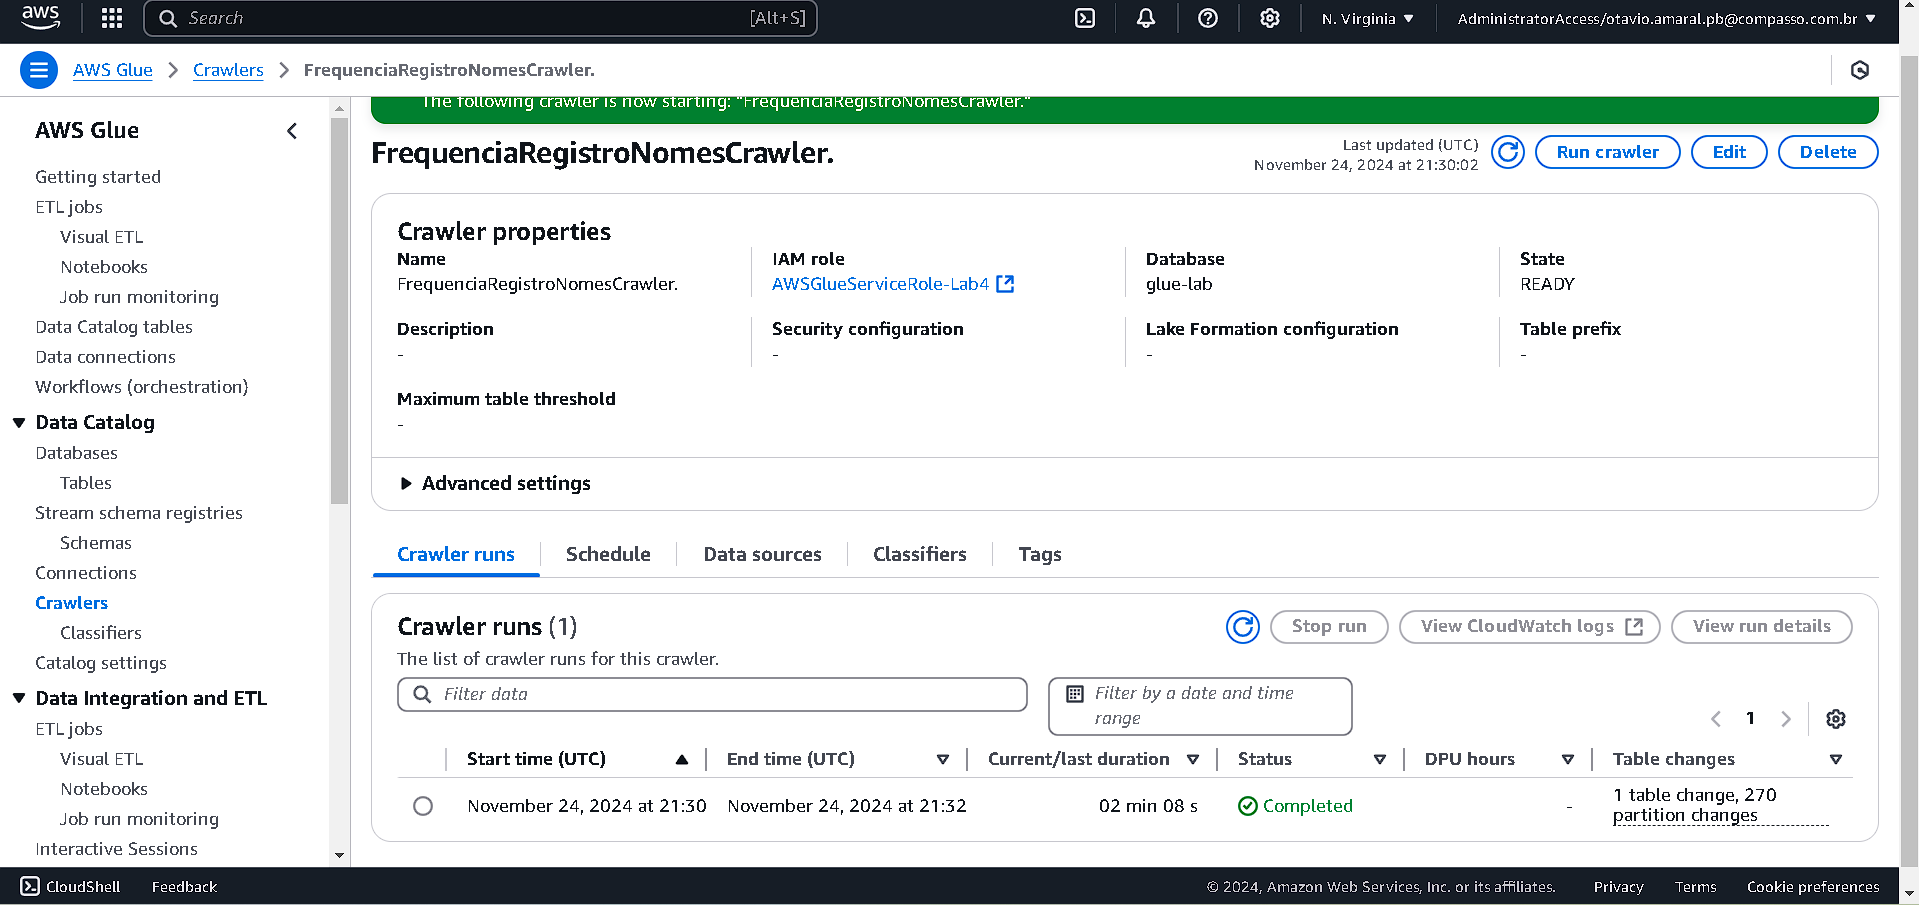 aws
Search
[Alt+S]
N. Virginia
AdministratorAccess/otavio.amaral.pb@compasso.com.br
AWS Glue
Crawlers
FrequenciaRegistroNomesCrawler.
AWS Glue
Getting started
ETL jobs
Visual ETL
Notebooks
Job run monitoring
Data Catalog tables
Data connections
Workflows (orchestration)
Data Catalog
Databases
Tables
Stream schema registries
Schemas
Connections
Crawlers
Classifiers
Catalog settings
Data Integration and ETL
ETL jobs
Visual ETL
Notebooks
Job run monitoring
Interactive Sessions
The following crawler is now starting: "FrequenciaRegistroNomesCrawler."
FrequenciaRegistroNomesCrawler.
Last updated (UTC)
November 24, 2024 at 21:30:02
Run crawler
Edit
Delete
Crawler properties
Name
FrequenciaRegistroNomesCrawler.
IAM role
AWSGlueServiceRole-Lab4
Database
glue-lab
State
READY
Description
-
Security configuration
-
Lake Formation configuration
-
Table prefix
-
Maximum table threshold
-
Advanced settings
Crawler runs
Schedule
Data sources
Classifiers
Tags
Crawler runs (1)
The list of crawler runs for this crawler.
Stop run
View CloudWatch logs
View run details
Filter data
Filter by a date and time
range
1
Start time (UTC)
End time (UTC)
Current/last duration
Status
DPU hours
Table changes
November 24, 2024 at 21:30
November 24, 2024 at 21:32
02 min 08 s
Completed
-
1 table change, 270
partition changes
CloudShell
Feedback
© 2024, Amazon Web Services, Inc. or its affiliates.
Privacy
Terms
Cookie preferences